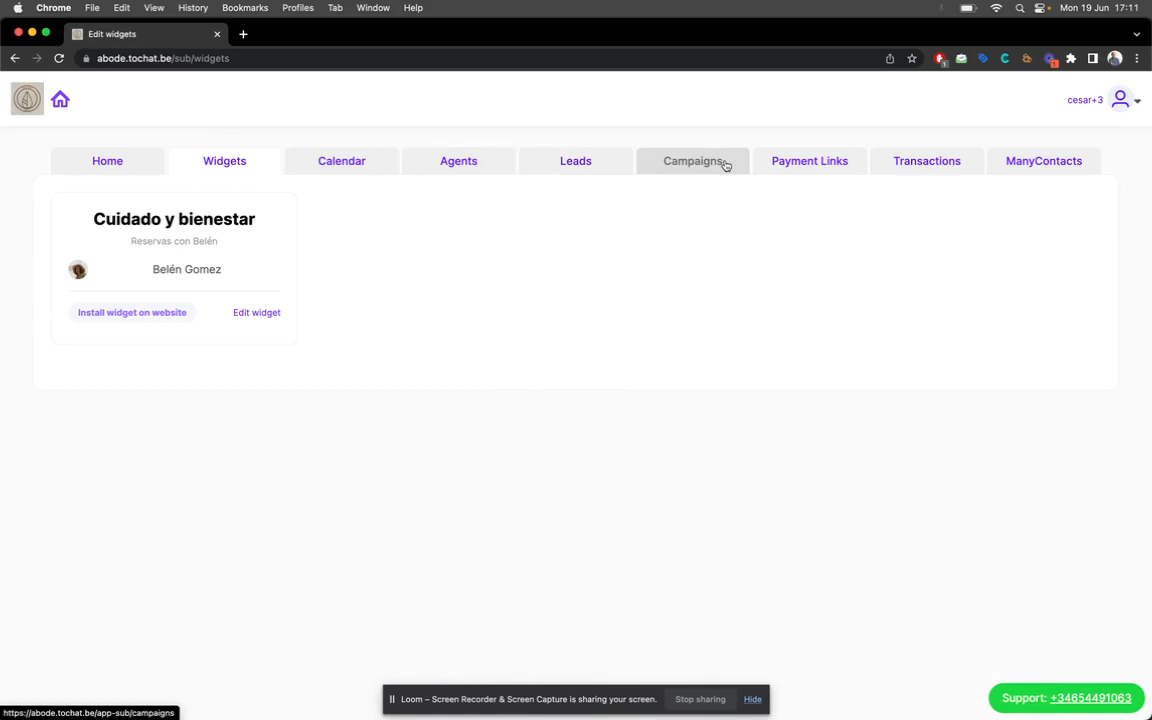 Chrome File Edit View History Bookmarks Profiles Tab Window Help Mon 19 Jun 17:11
Edit widgets
abode.tochat.be/sub/widgets
cesar+3
Home Widgets Calendar Agents Leads Campaigns Payment Links Transactions ManyContacts
Cuidado y bienestar
Reservas con Belén
Belén Gomez
Install widget on website Edit widget
Loom – Screen Recorder & Screen Capture is sharing your screen. Stop sharing Hide
Support: +34654491063
https://abode.tochat.be/app-sub/campaigns